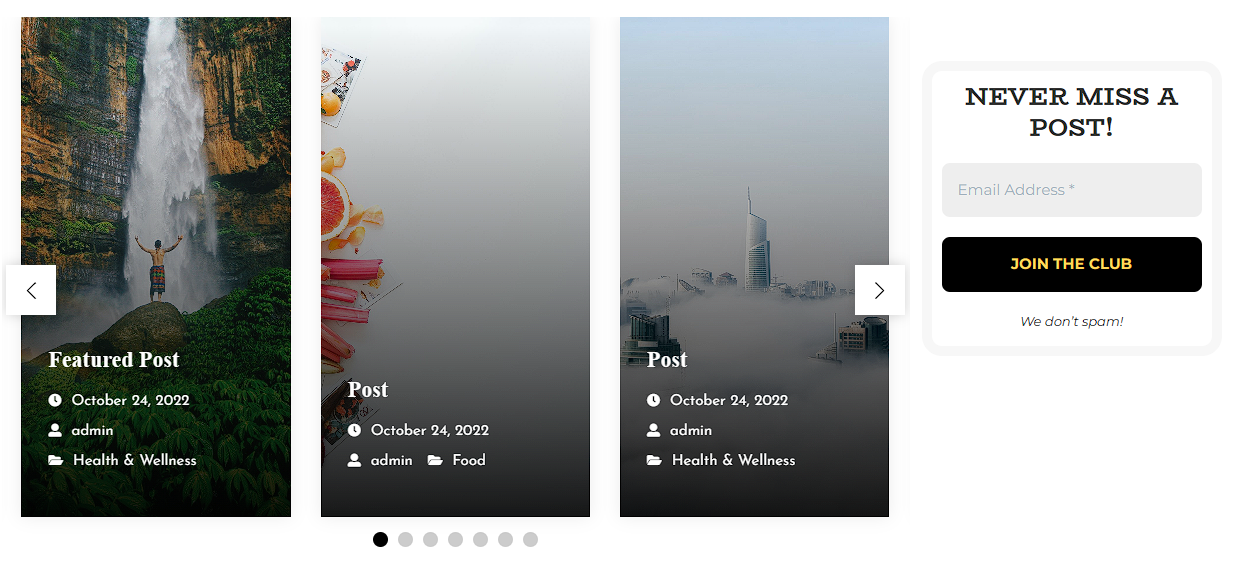 Featured Post
October 24, 2022
admin
Health & Wellness
Post
October 24, 2022
admin Food
Post
October 24, 2022
admin
Health & Wellness
NEVER MISS A
POST!
Email Address *
JOIN THE CLUB
We don't spam!